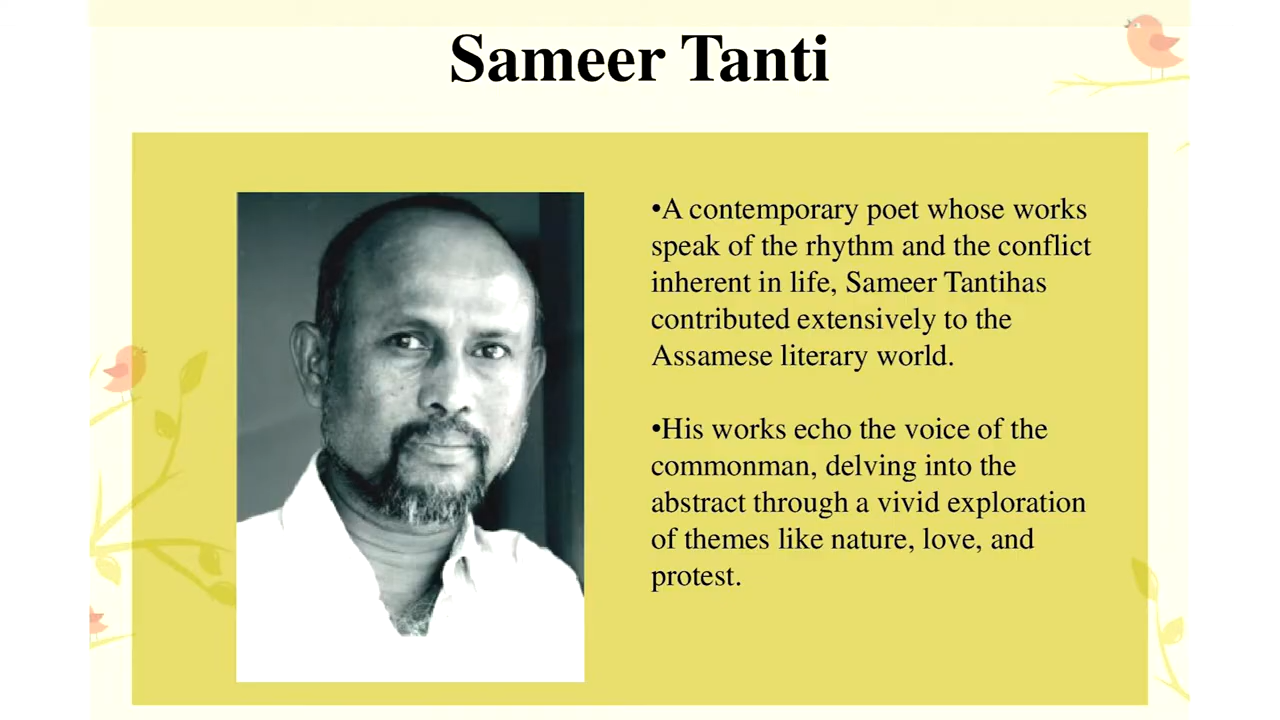 Sameer Tanti
•A contemporary poet whose works
speak of the rhythm and the conflict
inherent in life, Sameer Tantihas
contributed extensively to the
Assamese literary world.
•His works echo the voice of the
commonman, delving into the
abstract through a vivid exploration
of themes like nature, love, and
protest.